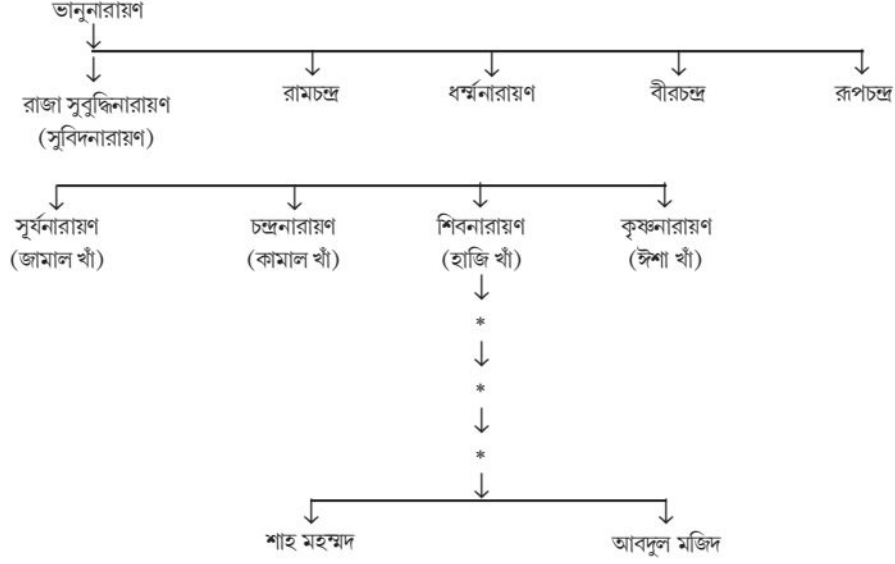 ভানুনারায়ণ
রাজা সুবুদ্ধিনারায়ণ রামচন্দ্র ধর্ম্মনারায়ণ বীরচন্দ্র রূপচন্দ্র
(সুবিদনারায়ণ)
সূর্যনারায়ণ চন্দ্রনারায়ণ শিবনারায়ণ কৃষ্ণনারায়ণ
(জামাল খাঁ) (কামাল খাঁ) (হাজি খাঁ) (ঈশা খাঁ)
*
*
*
শাহ মহম্মদ আবদুল মজিদ